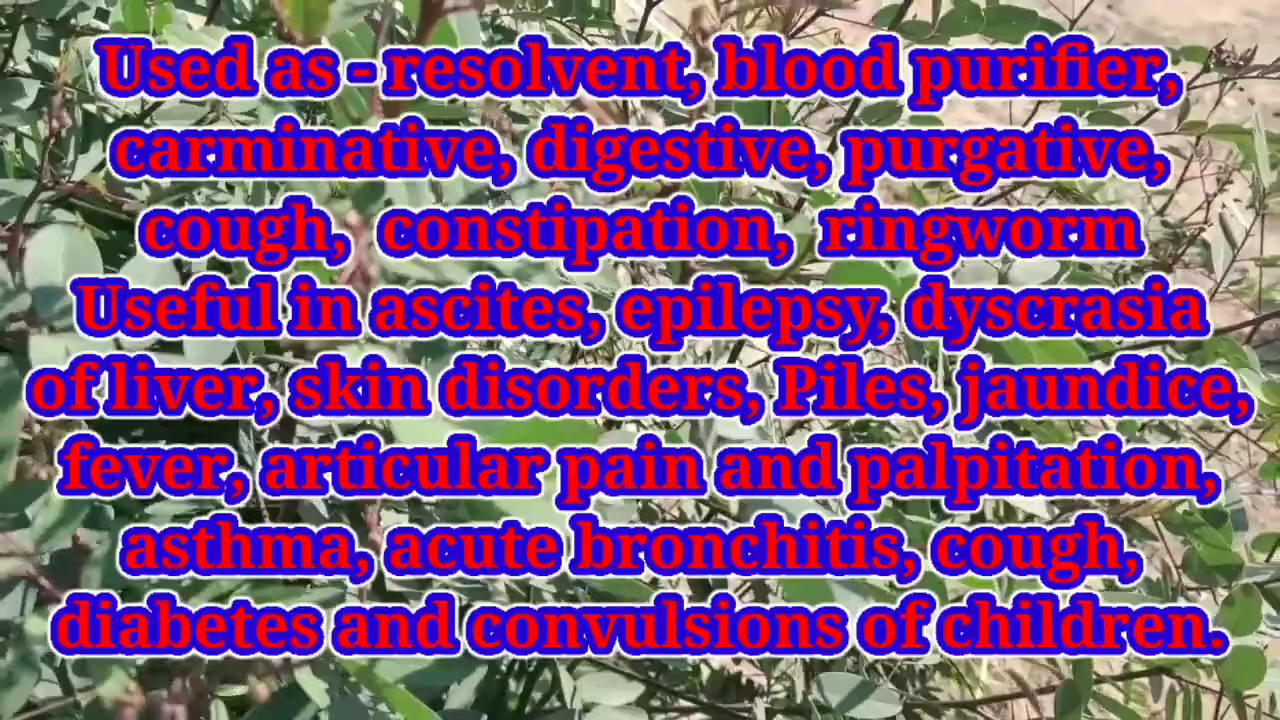 Used as - resolvent, blood purifier,
carminative, digestive, purgative,
cough, constipation, ringworm
Useful in ascites, epilepsy, dyscrasia
of liver, skin disorders, Piles, jaundice,
fever, articular pain and palpitation,
asthma, acute bronchitis, cough,
diabetes and convulsions of children.